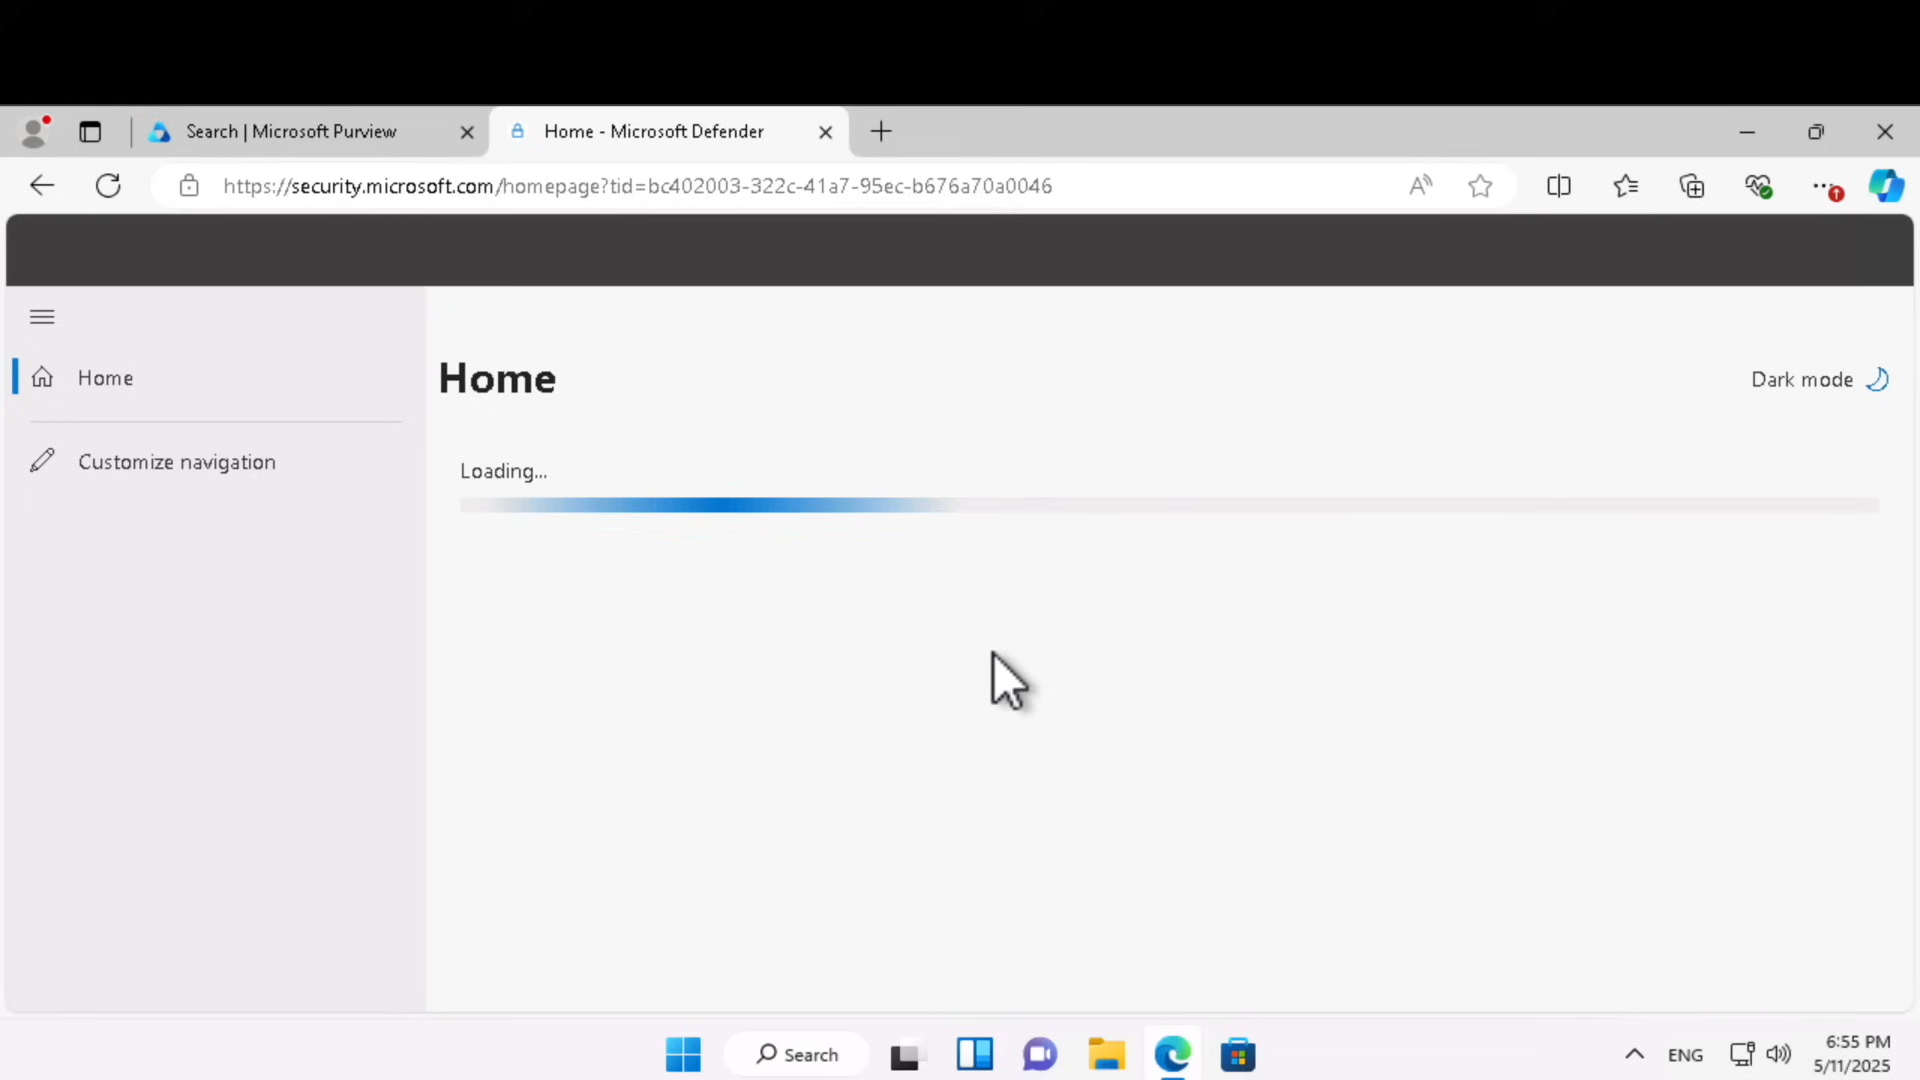 Search | Microsoft Purview
Home - Microsoft Defender
https://security.microsoft.com/homepage?tid=bc402003-322c-41a7-95ec-b676a70a0046
Home
Customize navigation
Home
Dark mode
Loading...
Search
ENG
6:55 PM
5/11/2025